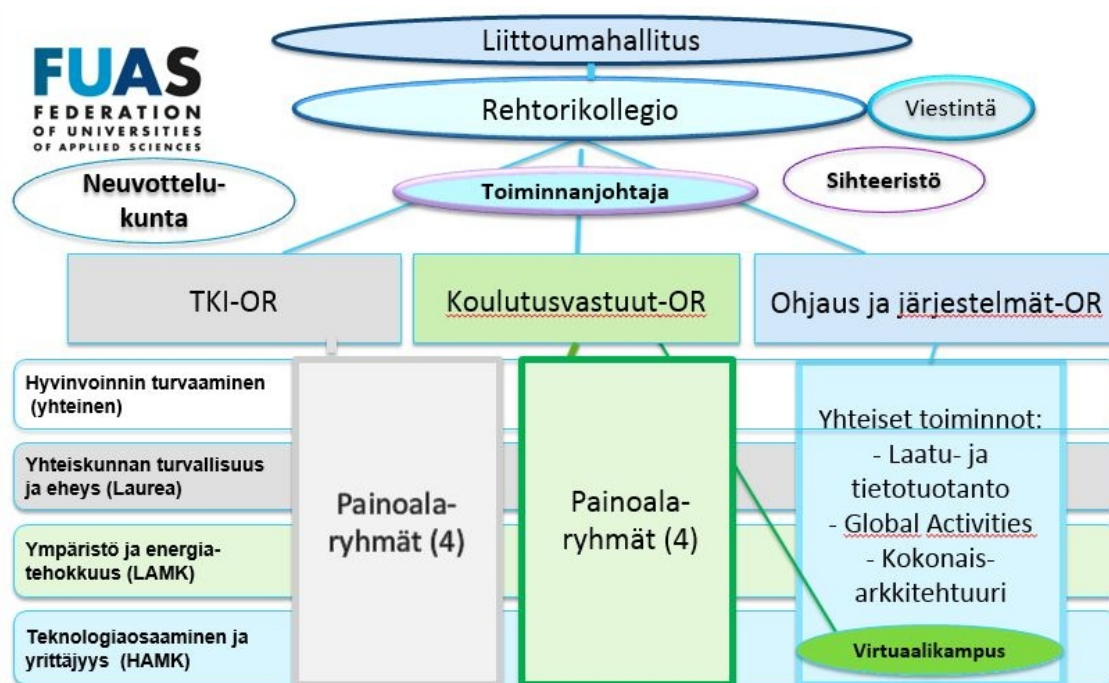 Liittoumahallitus
FUAS
FEDERATION
OF UNIVERSITIES
OF APPLIED SCIENCES
Rehtorikollegio
Viestintä
Neuvottelu-
kunta
Toiminnanjohtaja
Sihteeristö
TKI-OR
Koulutusvastuut-OR
Ohjaus ja järjestelmät-OR
Hyvinvoinnin turvaaminen
(yhteinen)
Yhteiskunnan turvallisuus
ja eheys (Laurea)
Ympäristö ja energia-
tehokkuus (LAMK)
Teknologiaosaaminen ja
yrittäjyys (HAMK)
Painoala-
ryhmät (4)
Painoala-
ryhmät (4)
Yhteiset toiminnot:
- Laatu- ja
tietotuotanto
- Global Activities
- Kokonais-
arkkitehtuuri
Virtuaalikampus